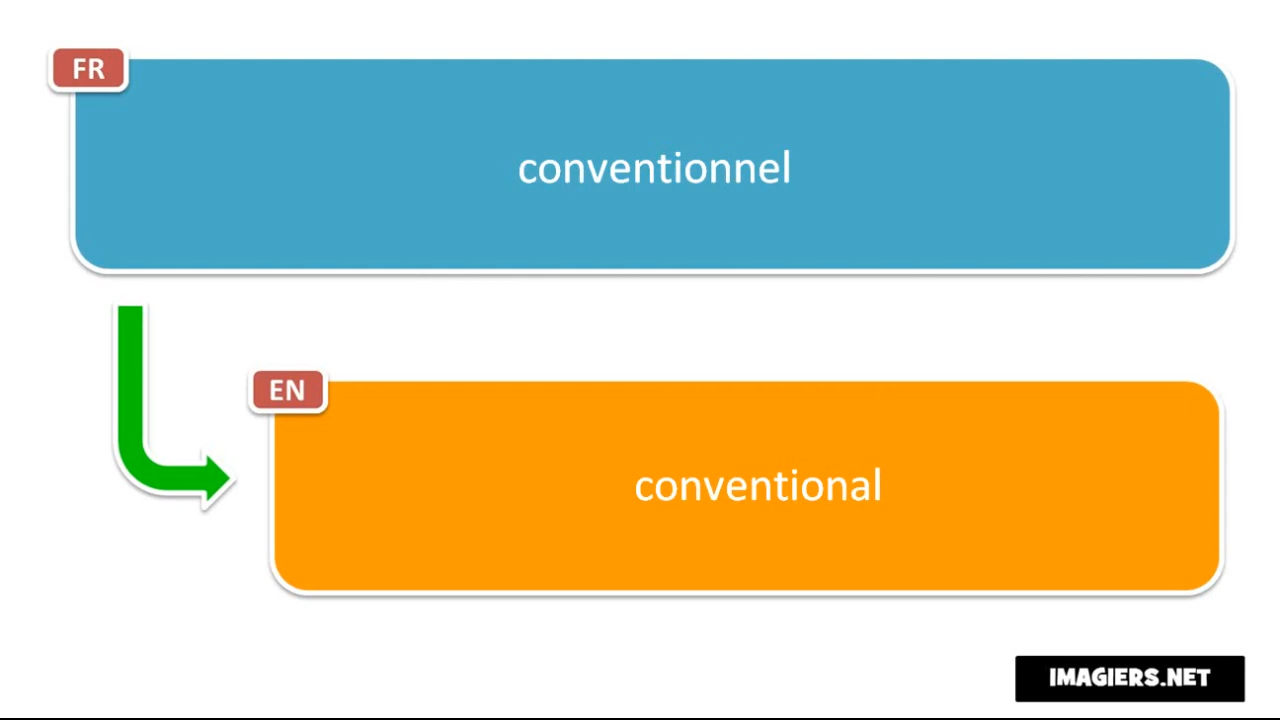 FR
conventionnel
EN
conventional
IMAGIERS.NET